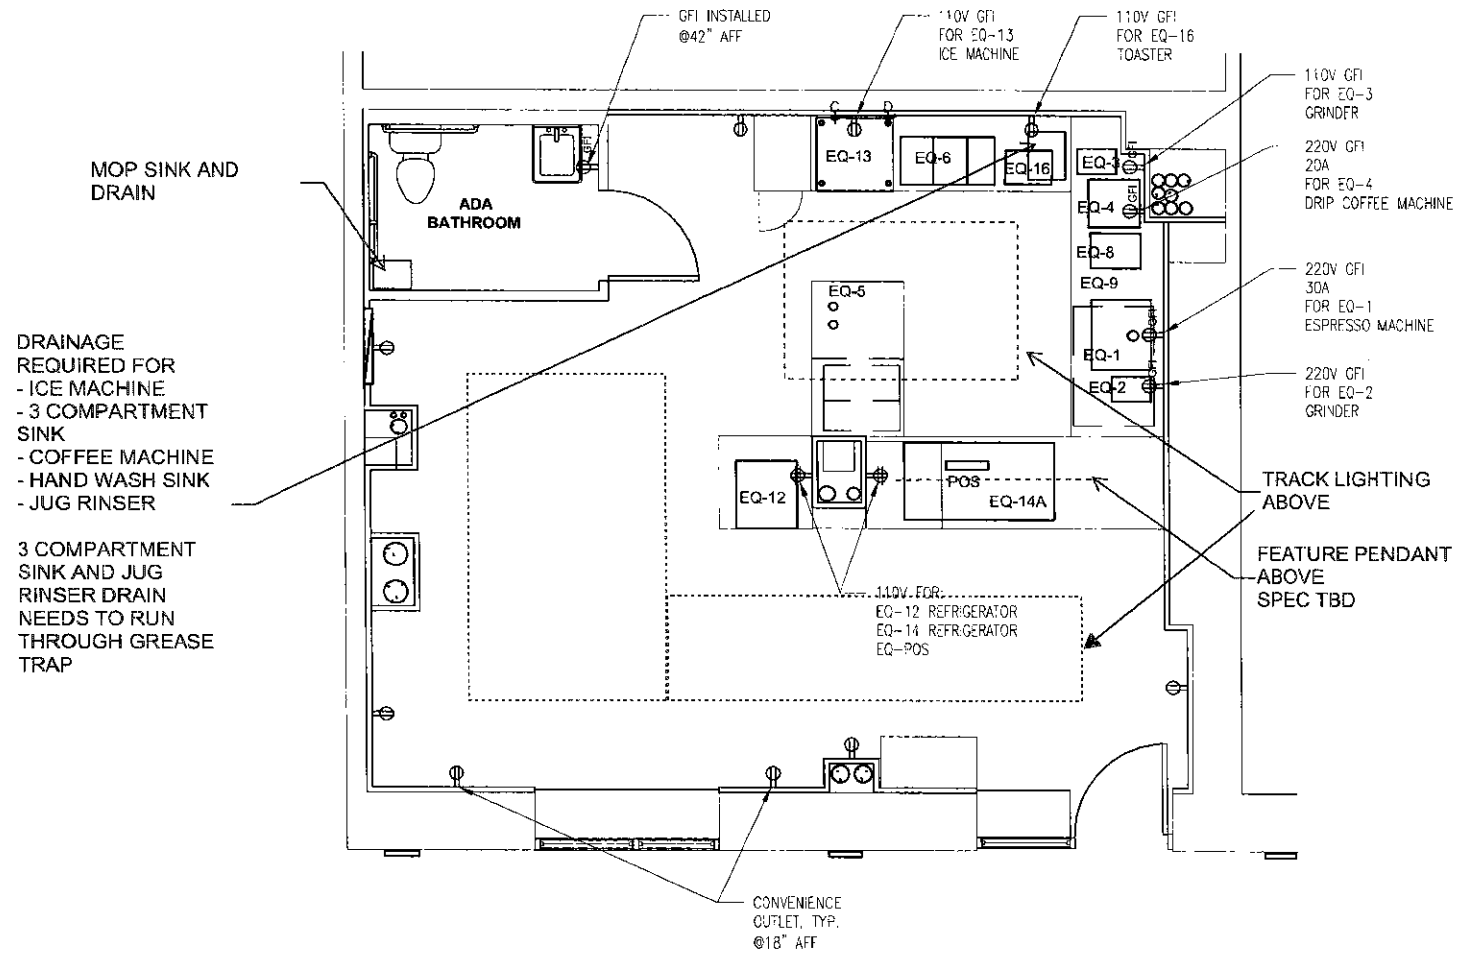 GFI INSTALLED
@42" AFF
110V GFI
FOR EQ-13
ICE MACHINE
110V GFI
FOR EQ-16
TOASTER
110V GFI
FOR EQ-3
GRINDER
220V GFI
20A
FOR EQ-4
DRIP COFFEE MACHINE
220V GFI
30A
FOR EQ-1
ESPRESSO MACHINE
220V GFI
FOR EQ-2
GRINDER
MOP SINK AND
DRAIN
ADA
BATHROOM
GFI
C
D
EQ-13
EQ-6
EQ-16
EQ-3
GFI
EQ-4
GFI
EQ-8
EQ-9
EQ-5
EQ-1
GFI
EQ-2
GFI
DRAINAGE
REQUIRED FOR
- ICE MACHINE
- 3 COMPARTMENT
SINK
- COFFEE MACHINE
- HAND WASH SINK
- JUG RINSER
3 COMPARTMENT
SINK AND JUG
RINSER DRAIN
NEEDS TO RUN
THROUGH GREASE
TRAP
EQ-12
POS
EQ-14A
TRACK LIGHTING
ABOVE
FEATURE PENDANT
ABOVE
SPEC TBD
110V FOR:
EQ-12 REFRIGERATOR
EQ-14 REFRIGERATOR
EQ-POS
CONVENIENCE
OUTLET, TYP.
@18" AFF